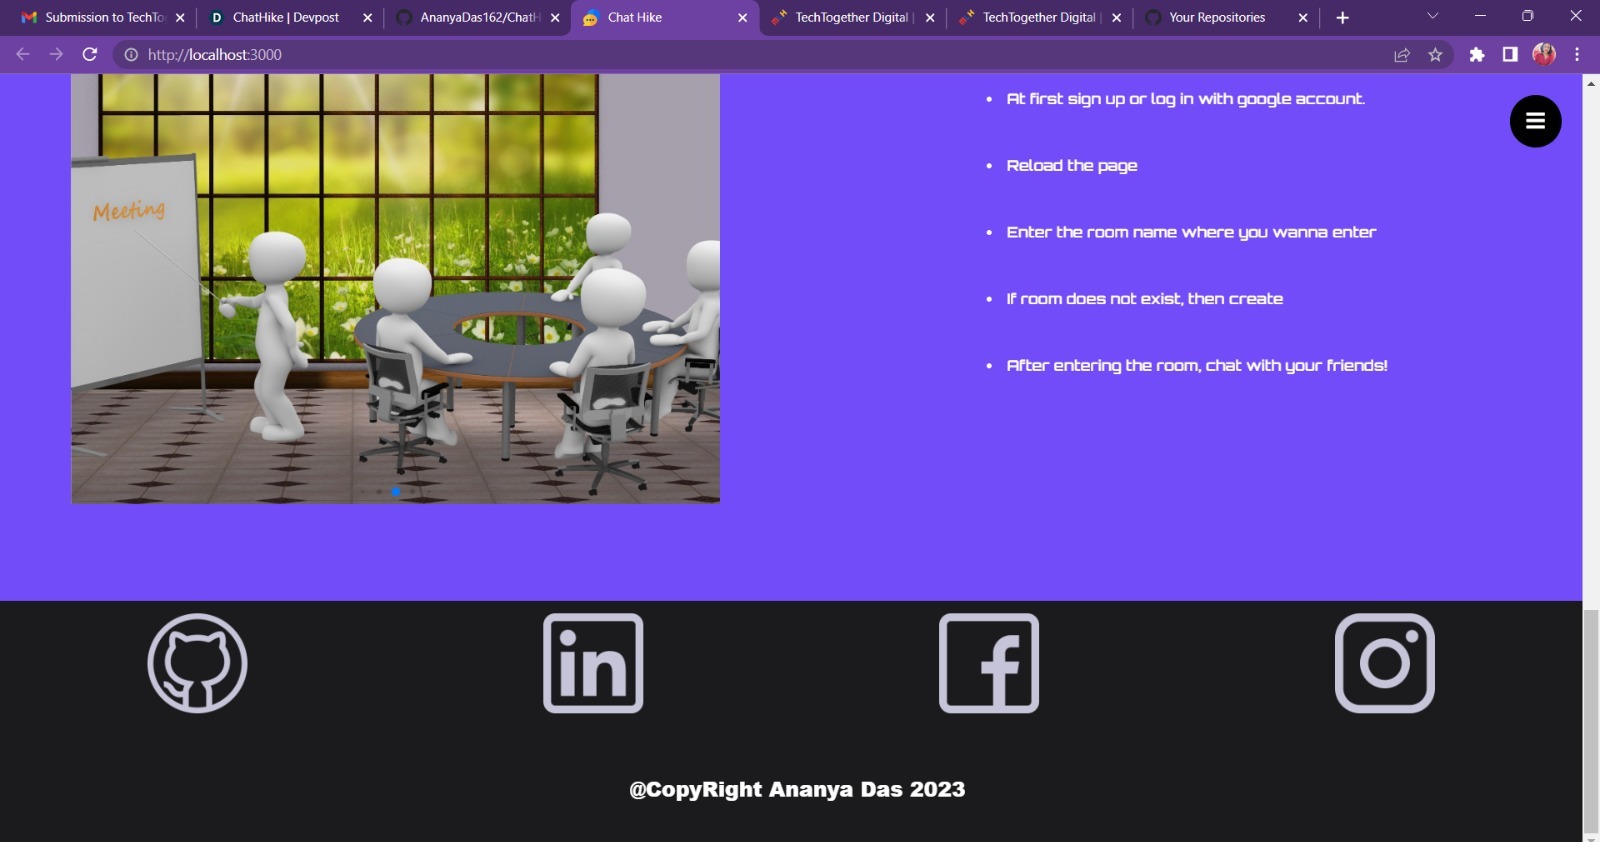 Submission to TechTo
ChatHike | Devpost
AnanyaDas162/ChatH
Chat Hike
TechTogether Digital |
TechTogether Digital |
Your Repositories
http://localhost:3000
Meeting
• At first sign up or log in with google account.
• Reload the page
• Enter the room name where you wanna enter
• If room does not exist, then create
• After entering the room, chat with your friends!
@CopyRight Ananya Das 2023